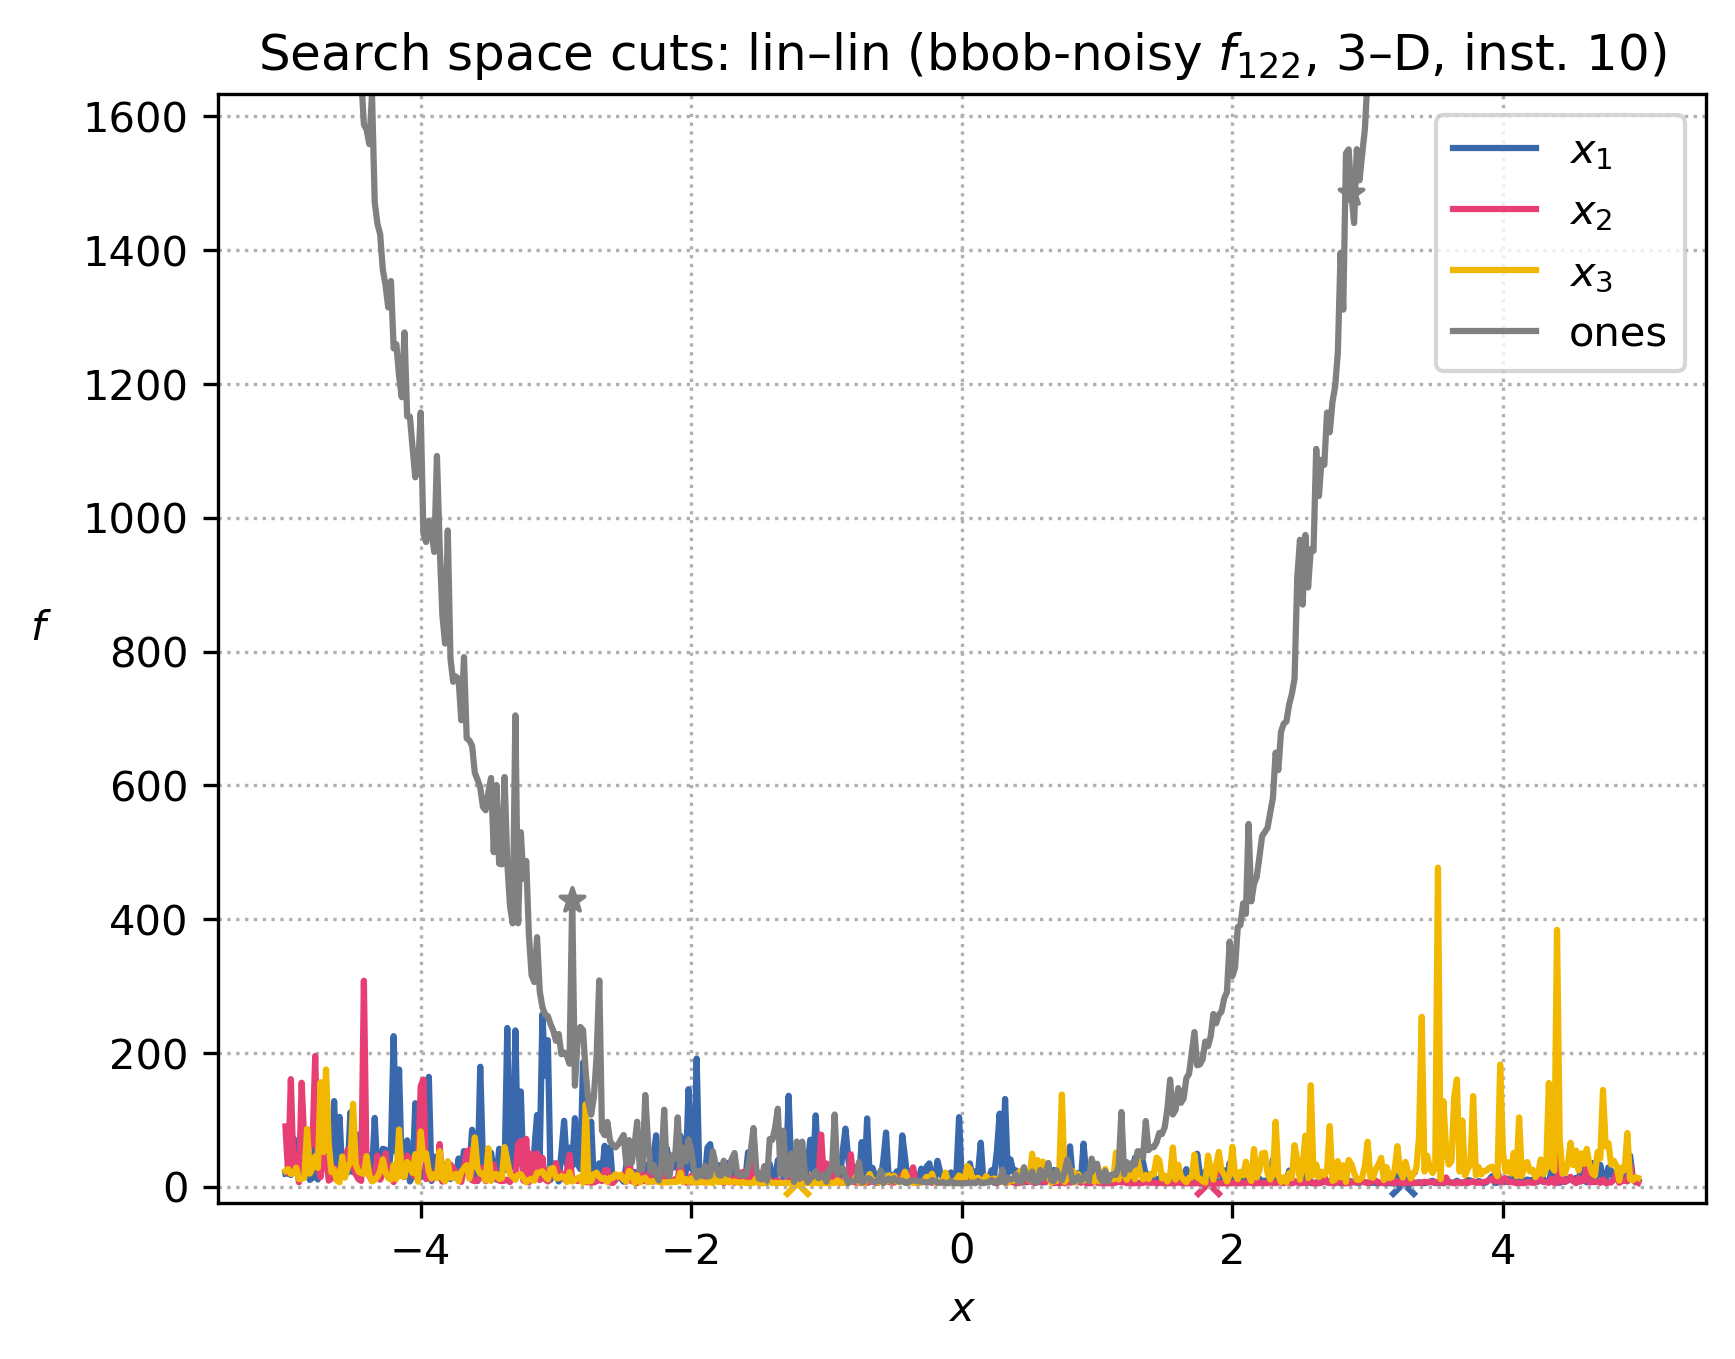 Search space cuts: lin–lin (bbob-noisy f₁₂₂, 3–D, inst. 10)
1600
1400
1200
1000
800
600
400
200
0
f
−4
−2
0
2
4
x
x₁
x₂
x₃
ones